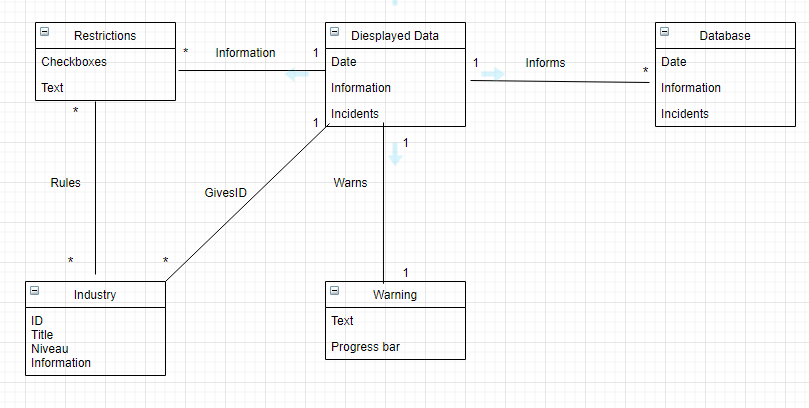 Restrictions
Checkboxes
Text
* Information 1
Diesplayed Data
Date
Information
Incidents
1 Informs *
Database
Date
Information
Incidents
*
Rules
*
1
GivesID
*
1
Warns
1
Industry
ID
Title
Niveau
Information
Warning
Text
Progress bar